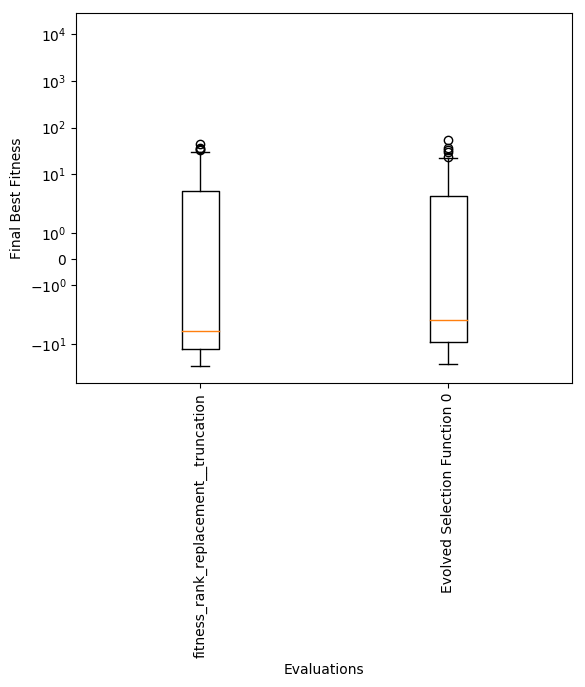 Final Best Fitness
10⁴
10³
10²
10¹
10⁰
0
−10⁰
−10¹
fitness_rank_replacement__truncation
Evolved Selection Function 0
Evaluations